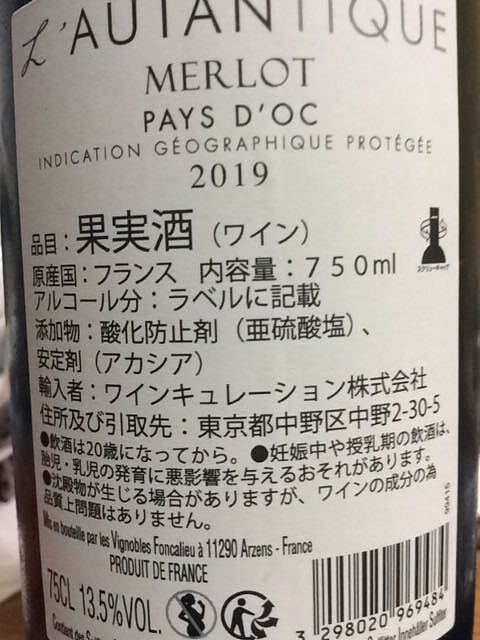 L'AUTANTIQUE
MERLOT
PAYS D'OC
INDICATION GÉOGRAPHIQUE PROTÉGÉE
2019
品目：果実酒（ワイン）
スクリューキャップ
原産国：フランス 内容量：７５０ml
アルコール分：ラベルに記載
添加物：酸化防止剤（亜硫酸塩）、
安定剤（アカシア）
輸入者：ワインキュレーション株式会社
住所及び引取先：東京都中野区中野2-30-5
●飲酒は20歳になってから。●妊娠中や授乳期の飲酒は、
胎児・乳児の発育に悪影響を与えるおそれがあります。
●沈殿物が生じる場合がありますが、ワインの成分の為
品質上問題はありません。
99415
Mis en bouteille par les Vignobles Foncalieu à 11290 Arzens - France
PRODUIT DE FRANCE
75CL 13.5%VOL.
3 298020 969484